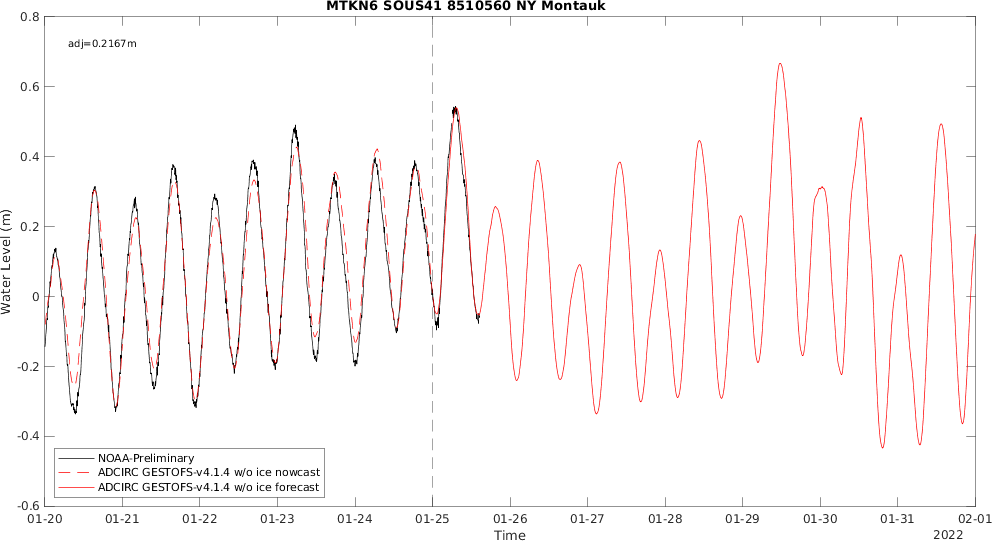 MTKN6 SOUS41 8510560 NY Montauk
adj=0.2167m
0.8
0.6
0.4
0.2
0
-0.2
-0.4
-0.6
Water Level (m)
NOAA-Preliminary
ADCIRC GESTOFS-v4.1.4 w/o ice nowcast
ADCIRC GESTOFS-v4.1.4 w/o ice forecast
01-20 01-21 01-22 01-23 01-24 01-25 01-26 01-27 01-28 01-29 01-30 01-31 02-01
Time
2022